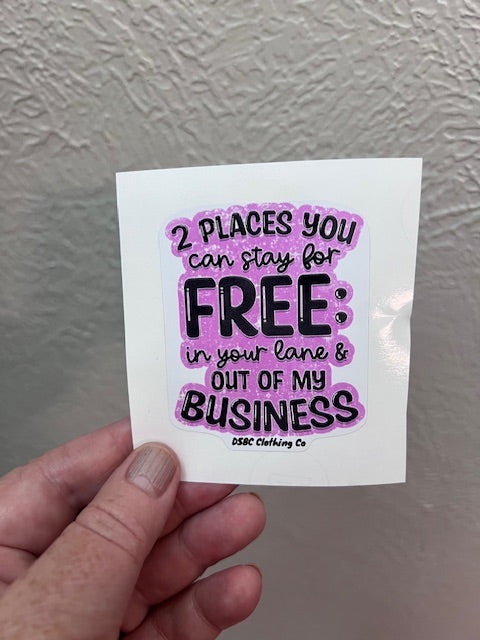 2 PLACES YOU
can stay for
FREE:
in your lane &
OUT OF MY
BUSINESS
DSBC Clothing Co